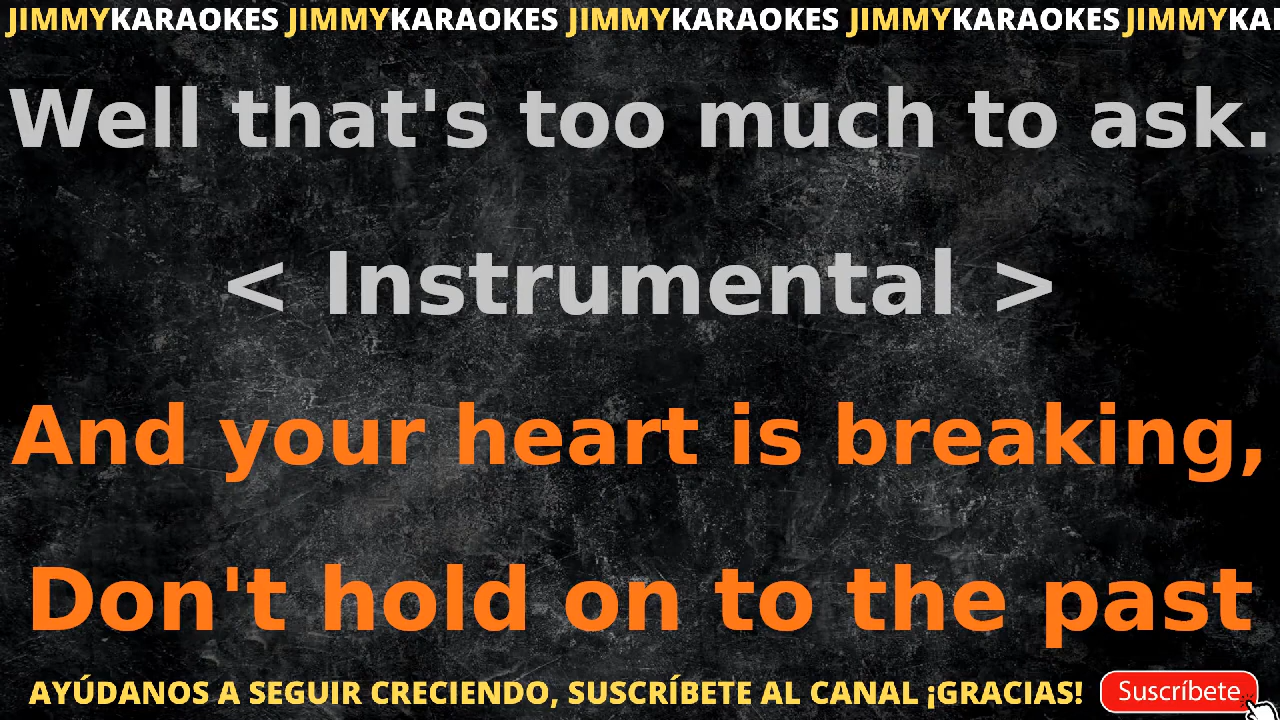 JIMMYKARAOKES JIMMYKARAOKES JIMMYKARAOKES JIMMYKARAOKES JIMMYKA
Well that's too much to ask.
< Instrumental >
And your heart is breaking,
Don't hold on to the past
AYÚDANOS A SEGUIR CRECIENDO, SUSCRÍBETE AL CANAL ¡GRACIAS! Suscríbete